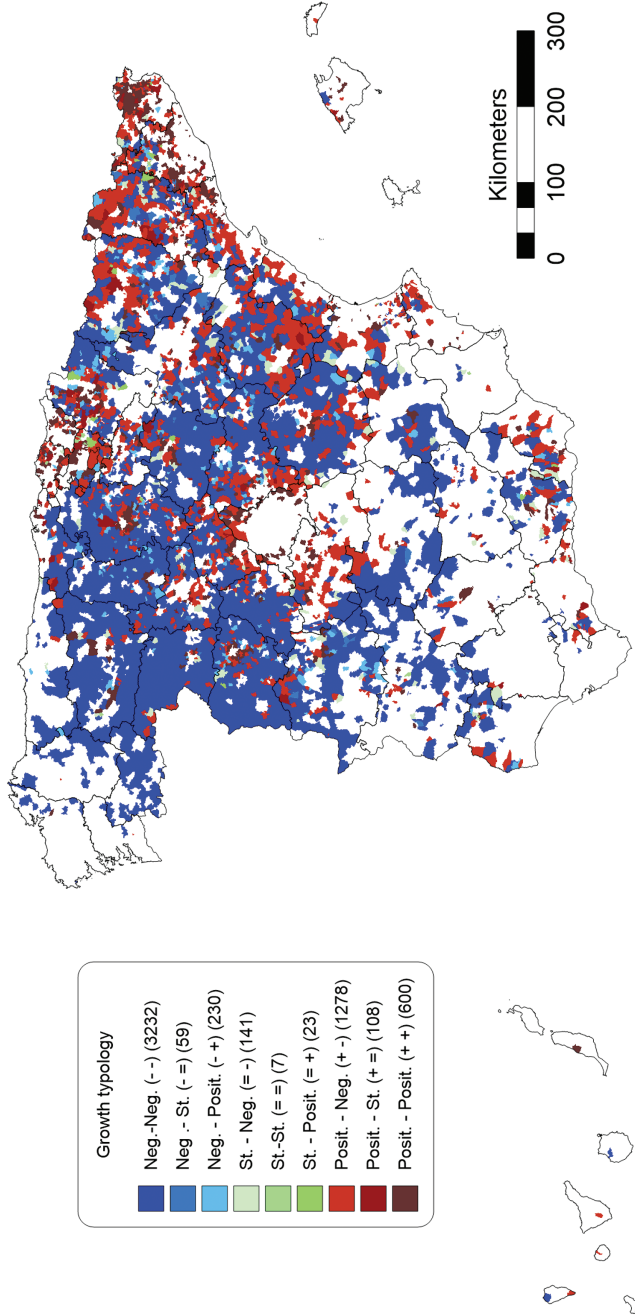 Growth typology
Neg.-Neg. (- -) (3232)
Neg .- St. (- =) (59)
Neg. - Posit. (- +) (230)
St. - Neg. (= -) (141)
St.-St. (= =) (7)
St. - Posit. (= +) (23)
Posit. - Neg. (+ -) (1278)
Posit. - St. (+ =) (108)
Posit. - Posit. (+ +) (600)
Kilometers
0 100 200 300